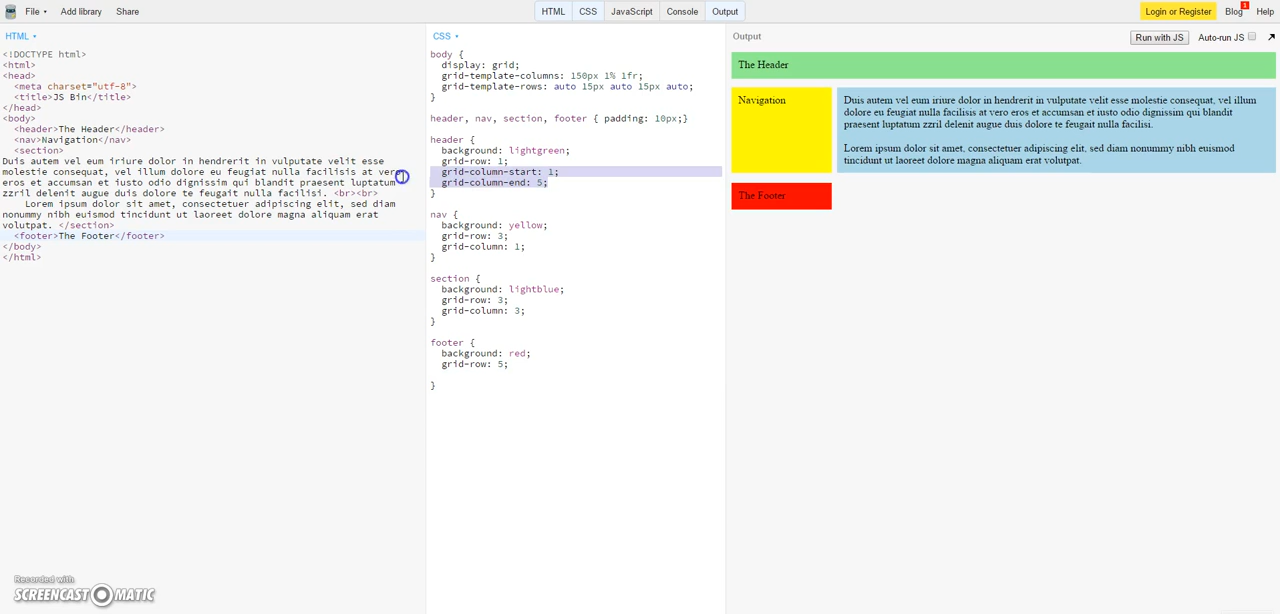 File ▾ Add library Share HTML CSS JavaScript Console Output Login or Register Blog 1 Help
HTML ▾
<!DOCTYPE html>
<html>
<head>
<meta charset="utf-8">
<title>JS Bin</title>
</head>
<body>
<header>The Header</header>
<nav>Navigation</nav>
<section>
Duis autem vel eum iriure dolor in hendrerit in vulputate velit esse
molestie consequat, vel illum dolore eu feugiat nulla facilisis at vero
eros et accumsan et iusto odio dignissim qui blandit praesent luptatum
zzril delenit augue duis dolore te feugait nulla facilisi. <br><br>
Lorem ipsum dolor sit amet, consectetuer adipiscing elit, sed diam
nonummy nibh euismod tincidunt ut laoreet dolore magna aliquam erat
volutpat. </section>
<footer>The Footer</footer>
</body>
</html>
CSS ▾
body {
display: grid;
grid-template-columns: 150px 1% 1fr;
grid-template-rows: auto 15px auto 15px auto;
}
header, nav, section, footer { padding: 10px;}
header {
background: lightgreen;
grid-row: 1;
grid-column-start: 1;
grid-column-end: 5;
}
nav {
background: yellow;
grid-row: 3;
grid-column: 1;
}
section {
background: lightblue;
grid-row: 3;
grid-column: 3;
}
footer {
background: red;
grid-row: 5;
}
Output Run with JS Auto-run JS
The Header
Navigation
Duis autem vel eum iriure dolor in hendrerit in vulputate velit esse molestie consequat, vel illum
dolore eu feugiat nulla facilisis at vero eros et accumsan et iusto odio dignissim qui blandit
praesent luptatum zzril delenit augue duis dolore te feugait nulla facilisi.
Lorem ipsum dolor sit amet, consectetuer adipiscing elit, sed diam nonummy nibh euismod
tincidunt ut laoreet dolore magna aliquam erat volutpat.
The Footer
Recorded with
SCREENCAST MATIC